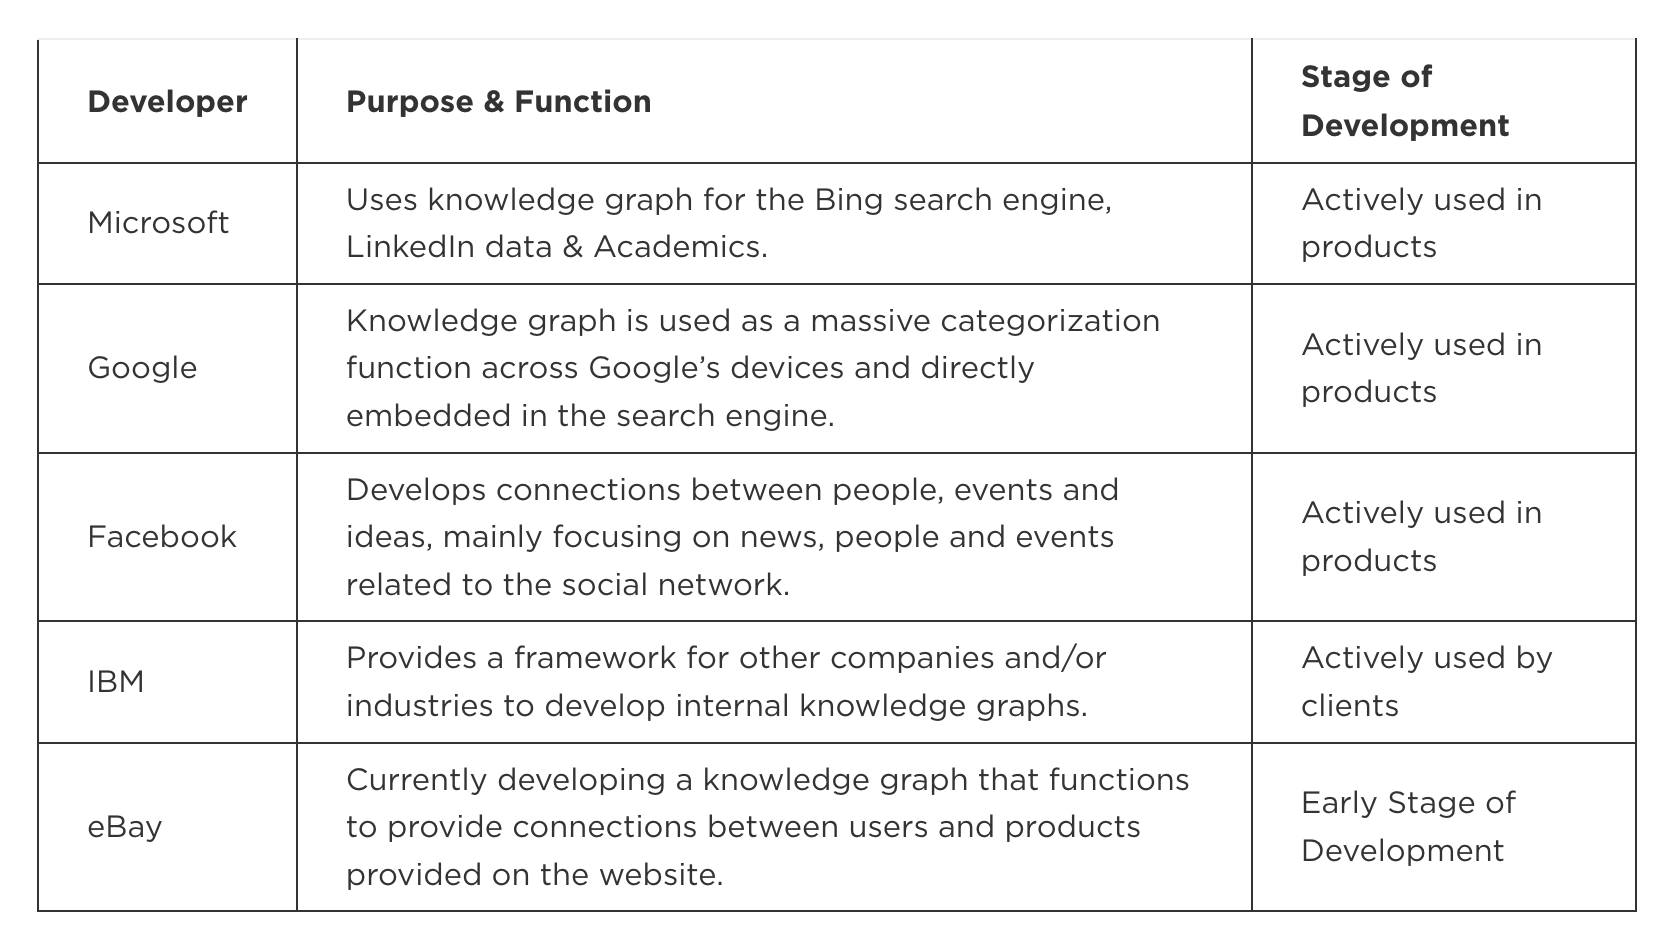 Developer
Purpose & Function
Stage of
Development
Microsoft
Uses knowledge graph for the Bing search engine,
LinkedIn data & Academics.
Actively used in
products
Google
Knowledge graph is used as a massive categorization
function across Google’s devices and directly
embedded in the search engine.
Actively used in
products
Facebook
Develops connections between people, events and
ideas, mainly focusing on news, people and events
related to the social network.
Actively used in
products
IBM
Provides a framework for other companies and/or
industries to develop internal knowledge graphs.
Actively used by
clients
eBay
Currently developing a knowledge graph that functions
to provide connections between users and products
provided on the website.
Early Stage of
Development